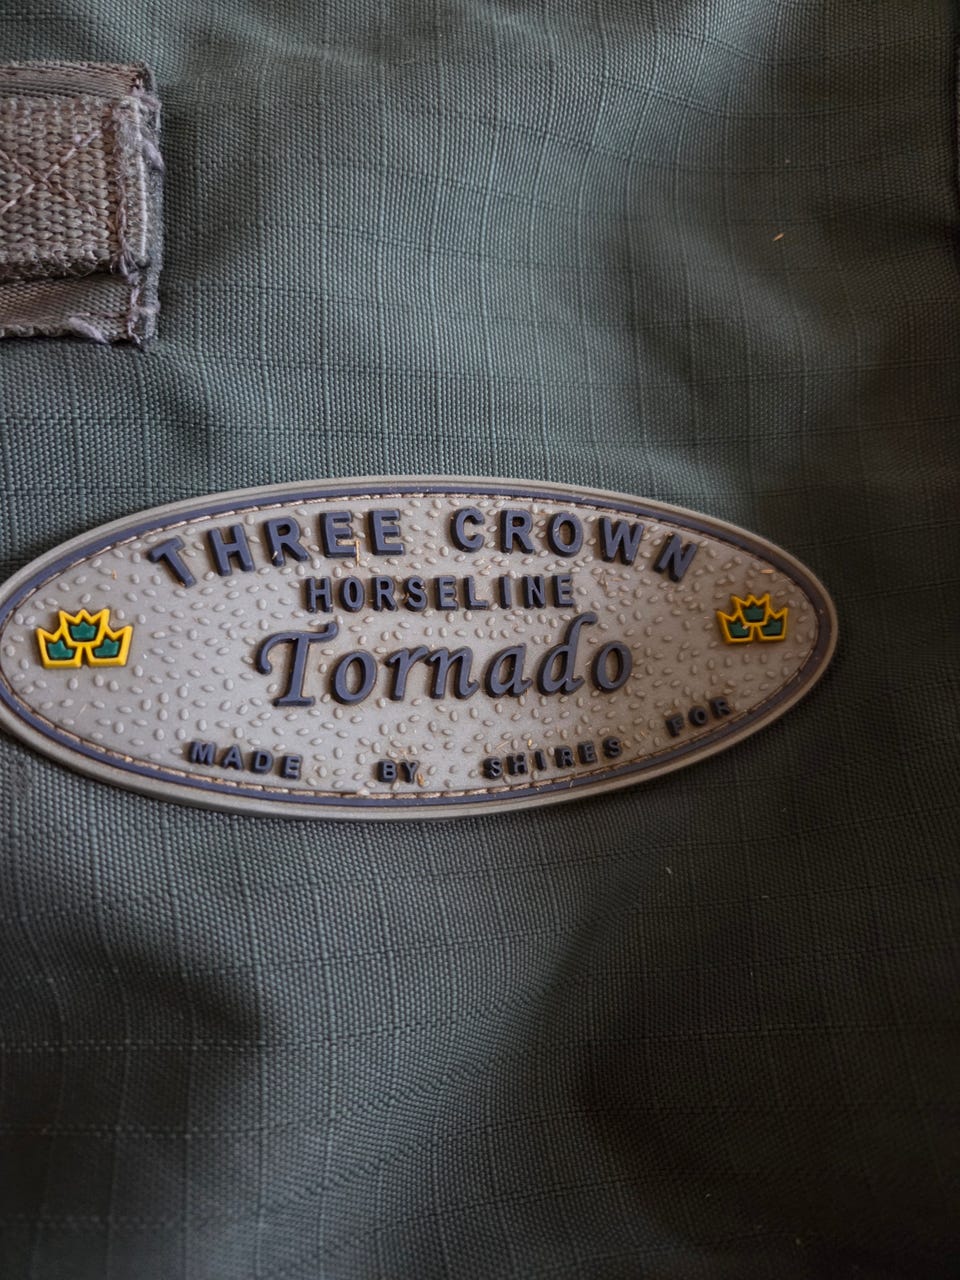 THREE CROWN
HORSELINE
Tornado
MADE BY SHIRES FOR